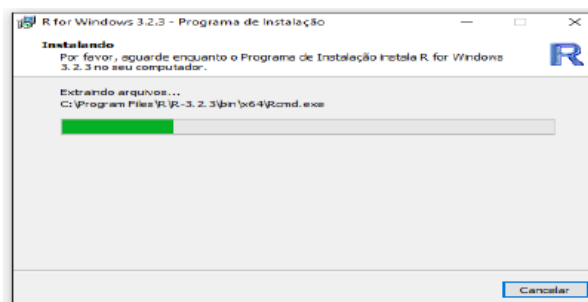 R for Windows 3.2.3 - Programa de Instalação
Instalando
Por favor, aguarde enquanto o Programa de Instalação instala R for Windows
3.2.3 no seu computador.
R
Extraindo arquivos...
C:\Program Files\R\R-3.2.3\bin\x64\Rcmd.exe
Cancelar